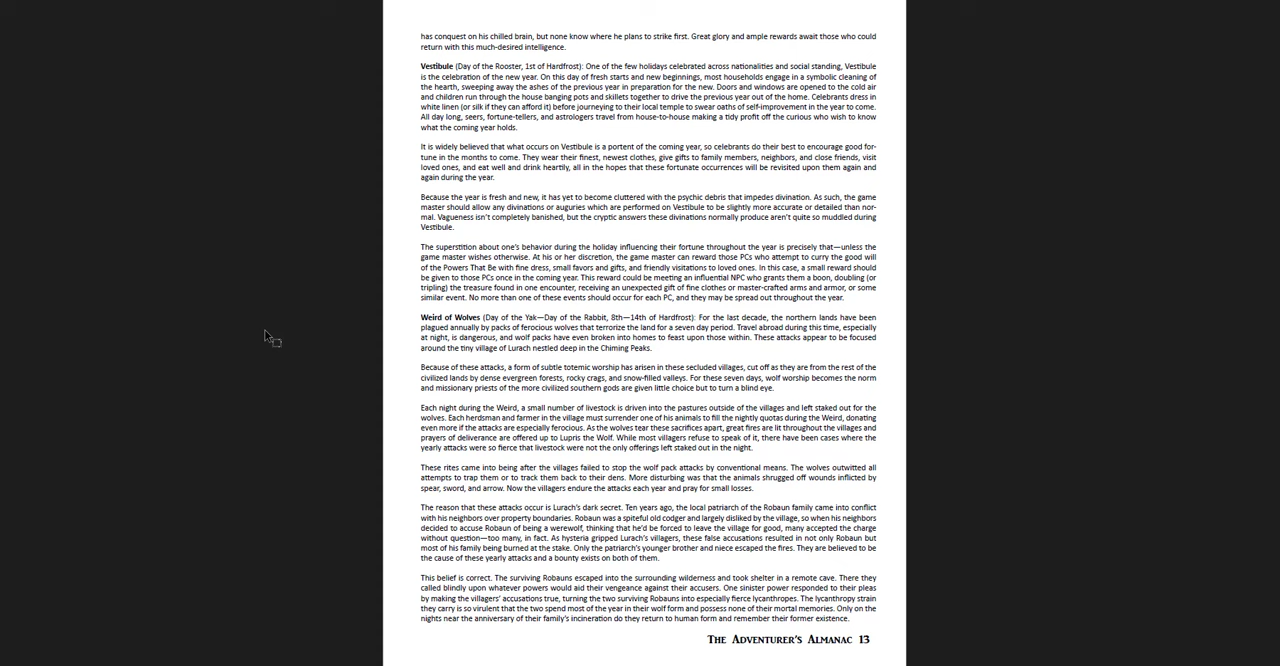 has conquest on his chilled brain, but none know where he plans to strike first. Great glory and ample rewards await those who could
return with this much-desired intelligence.
Vestibule (Day of the Rooster, 1st of Hardfrost): One of the few holidays celebrated across nationalities and social standing, Vestibule
is the celebration of the new year. On this day of fresh starts and new beginnings, most households engage in a symbolic cleaning of
the hearth, sweeping away the ashes of the previous year in preparation for the new. Doors and windows are opened to the cold air
and children run through the house banging pots and skillets together to drive the previous year out of the home. Celebrants dress in
white linen (or silk if they can afford it) before journeying to their local temple to swear oaths of self-improvement in the year to come.
All day long, seers, fortune-tellers, and astrologers travel from house-to-house making a tidy profit off the curious who wish to know
what the coming year holds.
It is widely believed that what occurs on Vestibule is a portent of the coming year, so celebrants do their best to encourage good for-
tune in the months to come. They wear their finest, newest clothes, give gifts to family members, neighbors, and close friends, visit
loved ones, and eat well and drink heartily, all in the hopes that these fortunate occurrences will be revisited upon them again and
again during the year.
Because the year is fresh and new, it has yet to become cluttered with the psychic debris that impedes divination. As such, the game
master should allow any divinations or auguries which are performed on Vestibule to be slightly more accurate or detailed than nor-
mal. Vagueness isn't completely banished, but the cryptic answers these divinations normally produce aren't quite so muddled during
Vestibule.
The superstition about one's behavior during the holiday influencing their fortune throughout the year is precisely that—unless the
game master wishes otherwise. At his or her discretion, the game master can reward those PCs who attempt to curry the good will
of the Powers That Be with fine dress, small favors and gifts, and friendly visitations to loved ones. In this case, a small reward should
be given to those PCs once in the coming year. This reward could be meeting an influential NPC who grants them a boon, doubling (or
tripling) the treasure found in one encounter, receiving an unexpected gift of fine clothes or master-crafted arms and armor, or some
similar event. No more than one of these events should occur for each PC, and they may be spread out throughout the year.
Weird of Wolves (Day of the Yak—Day of the Rabbit, 8th—14th of Hardfrost): For the last decade, the northern lands have been
plagued annually by packs of ferocious wolves that terrorize the land for a seven day period. Travel abroad during this time, especially
at night, is dangerous, and wolf packs have even broken into homes to feast upon those within. These attacks appear to be focused
around the tiny village of Lurach nestled deep in the Chiming Peaks.
Because of these attacks, a form of subtle totemic worship has arisen in these secluded villages, cut off as they are from the rest of the
civilized lands by dense evergreen forests, rocky crags, and snow-filled valleys. For these seven days, wolf worship becomes the norm
and missionary priests of the more civilized southern gods are given little choice but to turn a blind eye.
Each night during the Weird, a small number of livestock is driven into the pastures outside of the villages and left staked out for the
wolves. Each herdsman and farmer in the village must surrender one of his animals to fill the nightly quotas during the Weird, donating
even more if the attacks are especially ferocious. As the wolves tear these sacrifices apart, great fires are lit throughout the villages and
prayers of deliverance are offered up to Lupris the Wolf. While most villagers refuse to speak of it, there have been cases where the
yearly attacks were so fierce that livestock were not the only offerings left staked out in the night.
These rites came into being after the villages failed to stop the wolf pack attacks by conventional means. The wolves outwitted all
attempts to trap them or to track them back to their dens. More disturbing was that the animals shrugged off wounds inflicted by
spear, sword, and arrow. Now the villagers endure the attacks each year and pray for small losses.
The reason that these attacks occur is Lurach's dark secret. Ten years ago, the local patriarch of the Robaun family came into conflict
with his neighbors over property boundaries. Robaun was a spiteful old codger and largely disliked by the village, so when his neighbors
decided to accuse Robaun of being a werewolf, thinking that he'd be forced to leave the village for good, many accepted the charge
without question—too many, in fact. As hysteria gripped Lurach's villagers, these false accusations resulted in not only Robaun but
most of his family being burned at the stake. Only the patriarch's younger brother and niece escaped the fires. They are believed to be
the cause of these yearly attacks and a bounty exists on both of them.
This belief is correct. The surviving Robauns escaped into the surrounding wilderness and took shelter in a remote cave. There they
called blindly upon whatever powers would aid their vengeance against their accusers. One sinister power responded to their pleas
by making the villagers' accusations true, turning the two surviving Robauns into especially fierce lycanthropes. The lycanthropy strain
they carry is so virulent that the two spend most of the year in their wolf form and possess none of their mortal memories. Only on the
nights near the anniversary of their family's incineration do they return to human form and remember their former existence.
The Adventurer's Almanac 13